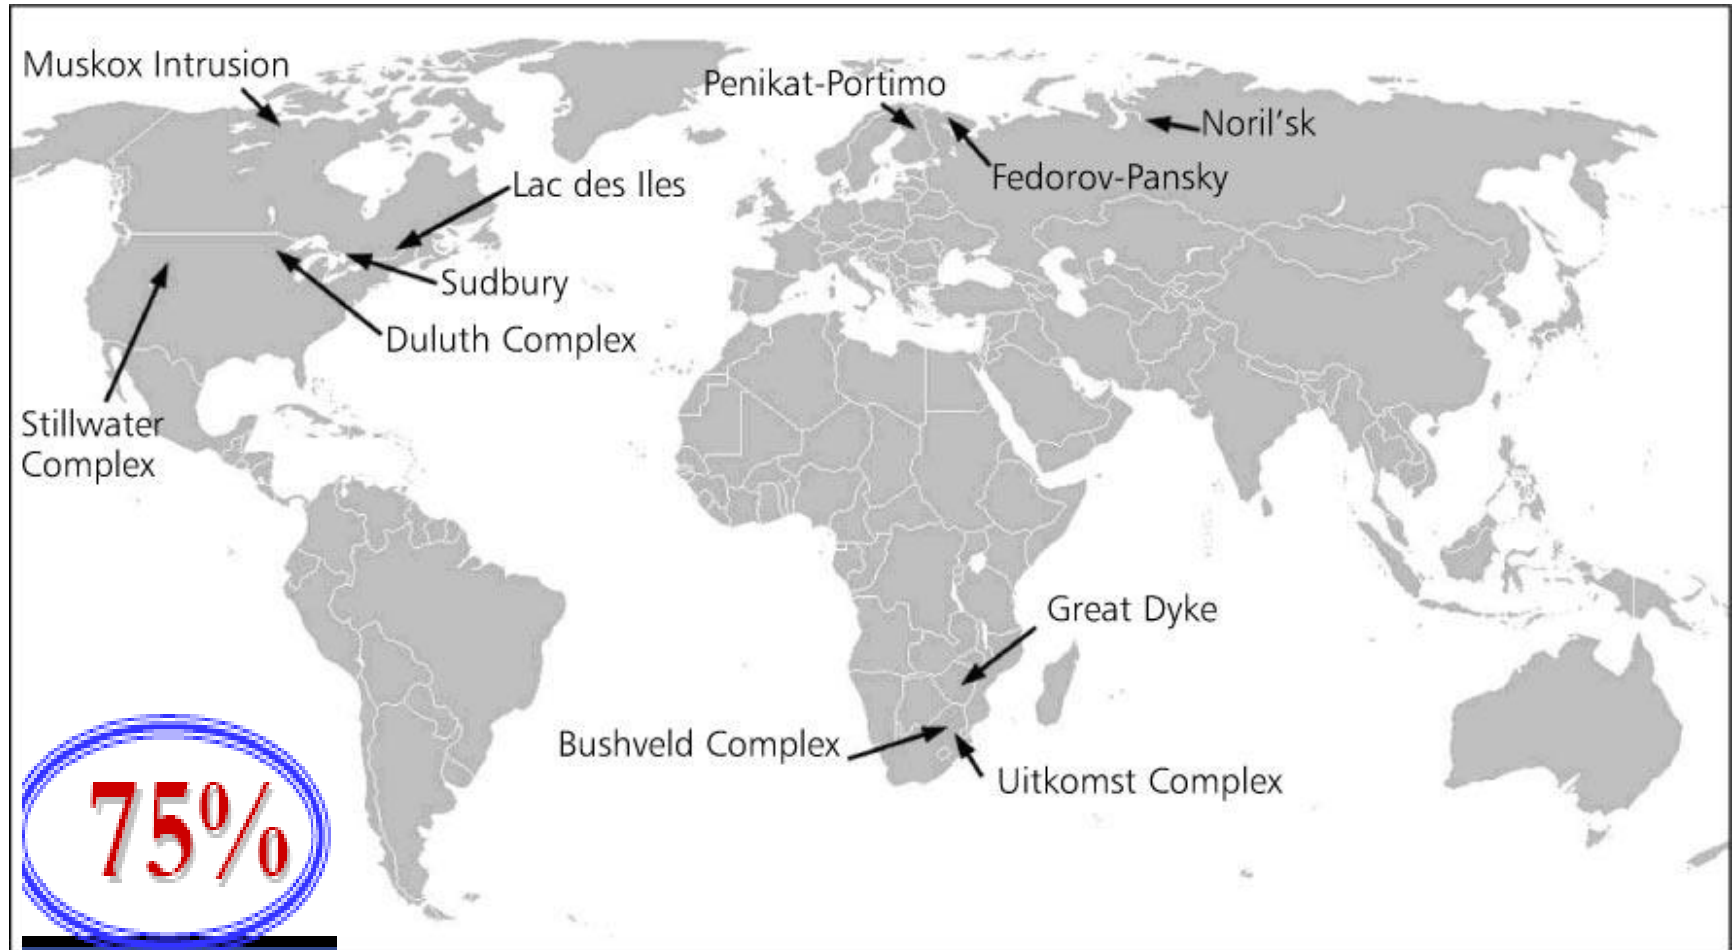 Muskox Intrusion
Penikat-Portimo
Noril'sk
Fedorov-Pansky
Lac des Iles
Sudbury
Duluth Complex
Stillwater
Complex
Great Dyke
Bushveld Complex
Uitkomst Complex
75%